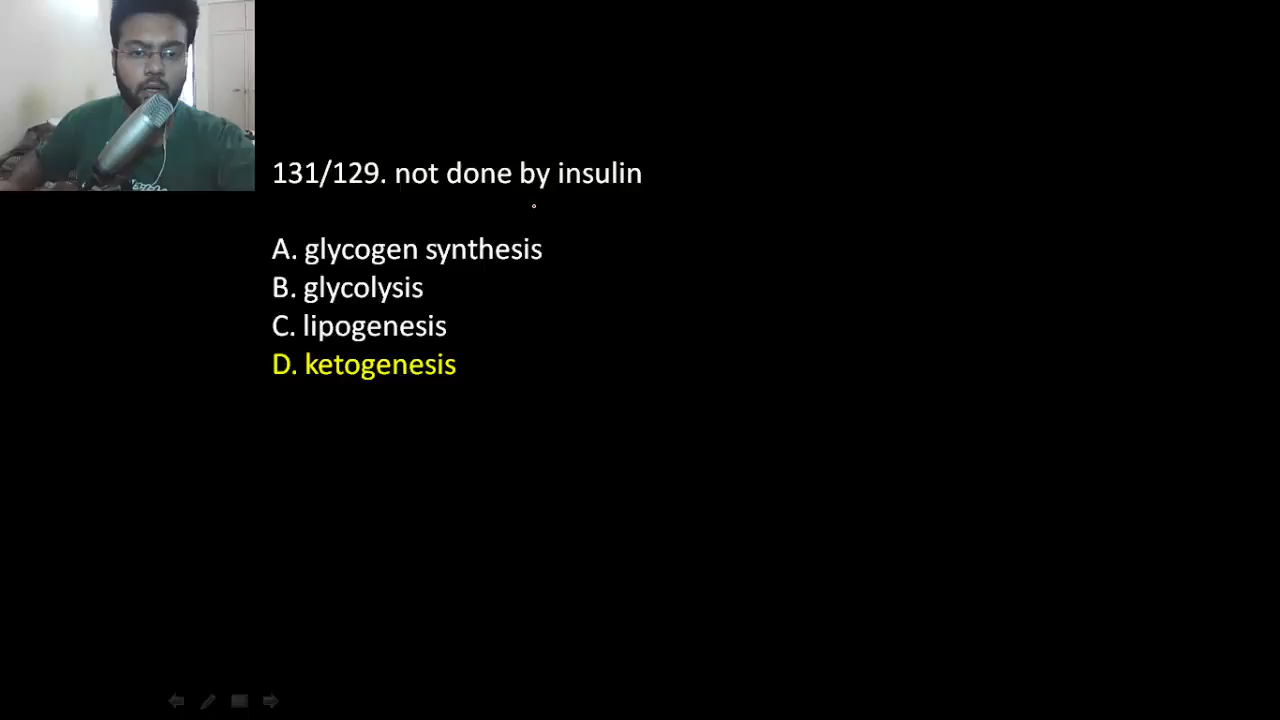 131/129. not done by insulin
A. glycogen synthesis
B. glycolysis
C. lipogenesis
D. ketogenesis